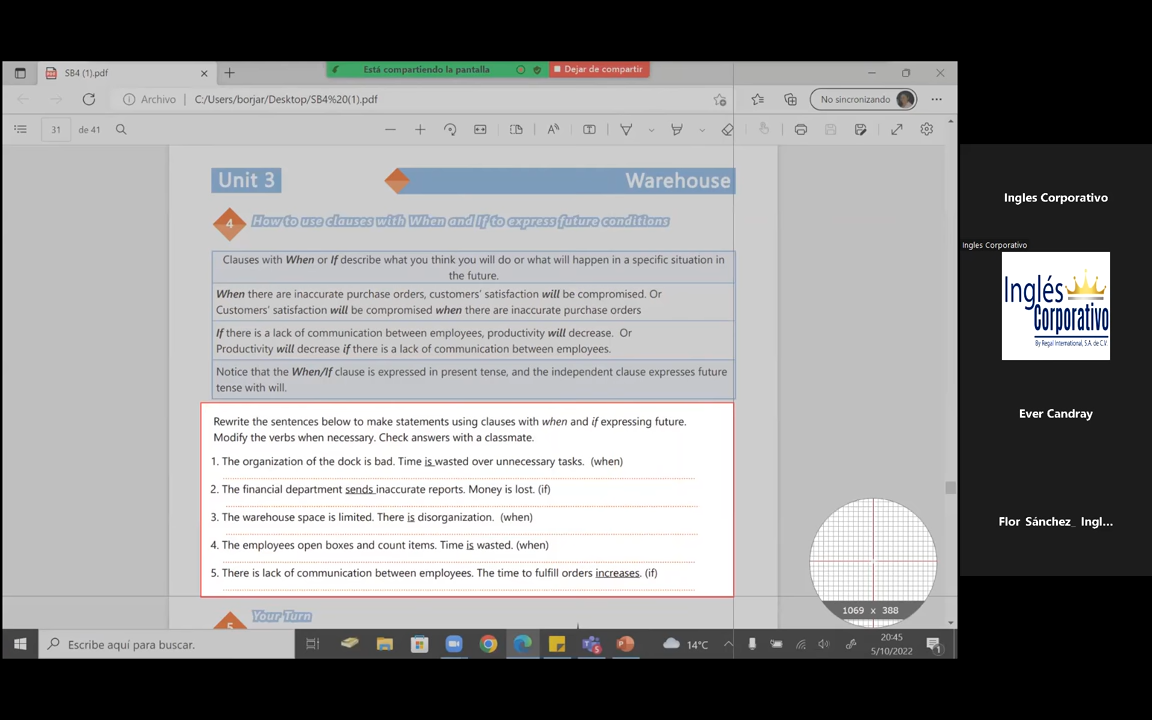 SB4 (1).pdf
Está compartiendo la pantalla
Dejar de compartir
Archivo
C:/Users/borjar/Desktop/SB4%20(1).pdf
No sincronizando
31
de 41
Unit 3
Warehouse
4
How to use clauses with When and If to express future conditions
Clauses with When or If describe what you think you will do or what will happen in a specific situation in
the future.
When there are inaccurate purchase orders, customers' satisfaction will be compromised. Or
Customers' satisfaction will be compromised when there are inaccurate purchase orders
If there is a lack of communication between employees, productivity will decrease. Or
Productivity will decrease if there is a lack of communication between employees.
Notice that the When/If clause is expressed in present tense, and the independent clause expresses future
tense with will.
Rewrite the sentences below to make statements using clauses with when and if expressing future.
Modify the verbs when necessary. Check answers with a classmate.
1. The organization of the dock is bad. Time is wasted over unnecessary tasks. (when)
2. The financial department sends inaccurate reports. Money is lost. (if)
3. The warehouse space is limited. There is disorganization. (when)
4. The employees open boxes and count items. Time is wasted. (when)
5. There is lack of communication between employees. The time to fulfill orders increases. (if)
5
Your Turn
1069 x 388
Escribe aquí para buscar.
14°C
20:45
5/10/2022
1
Ingles Corporativo
Ingles Corporativo
Inglés
Corporativo
By Regal International, S.A. de C.V.
Ever Candray
Flor Sánchez_ Ingl...